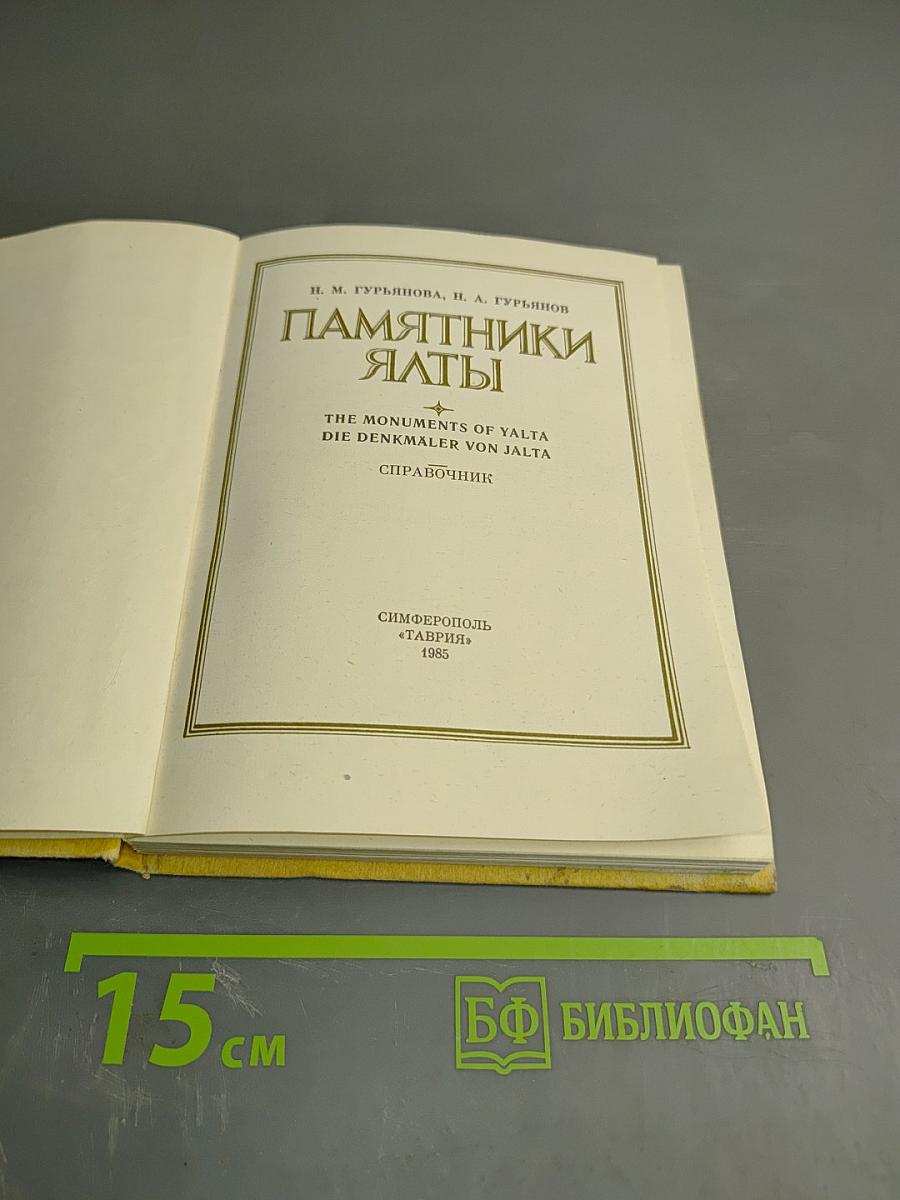 Н. М. ГУРЬЯНОВА, Н. А. ГУРЬЯНОВ
ПАМЯТНИКИ
ЯЛТЫ
THE MONUMENTS OF YALTA
DIE DENKMÄLER VON JALTA
СПРАВОЧНИК
СИМФЕРОПОЛЬ
«ТАВРИЯ»
1985
15 см
БФ БИБЛИОФАН